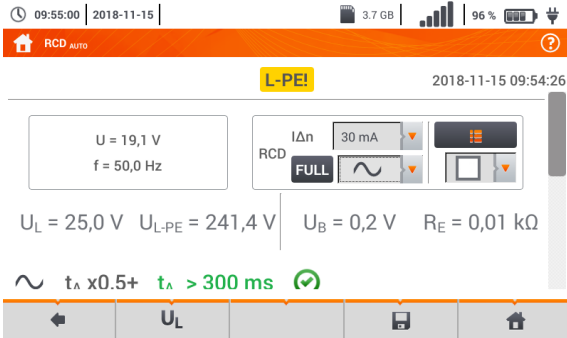 09:55:00 2018-11-15 3.7 GB 96 %
RCD AUTO ?
L-PE!
2018-11-15 09:54:26
U = 19,1 V
f = 50,0 Hz
RCD
IΔn 30 mA
FULL
UL = 25,0 V UL-PE = 241,4 V UB = 0,2 V RE = 0,01 kΩ
tA x0.5+ tA > 300 ms
UL